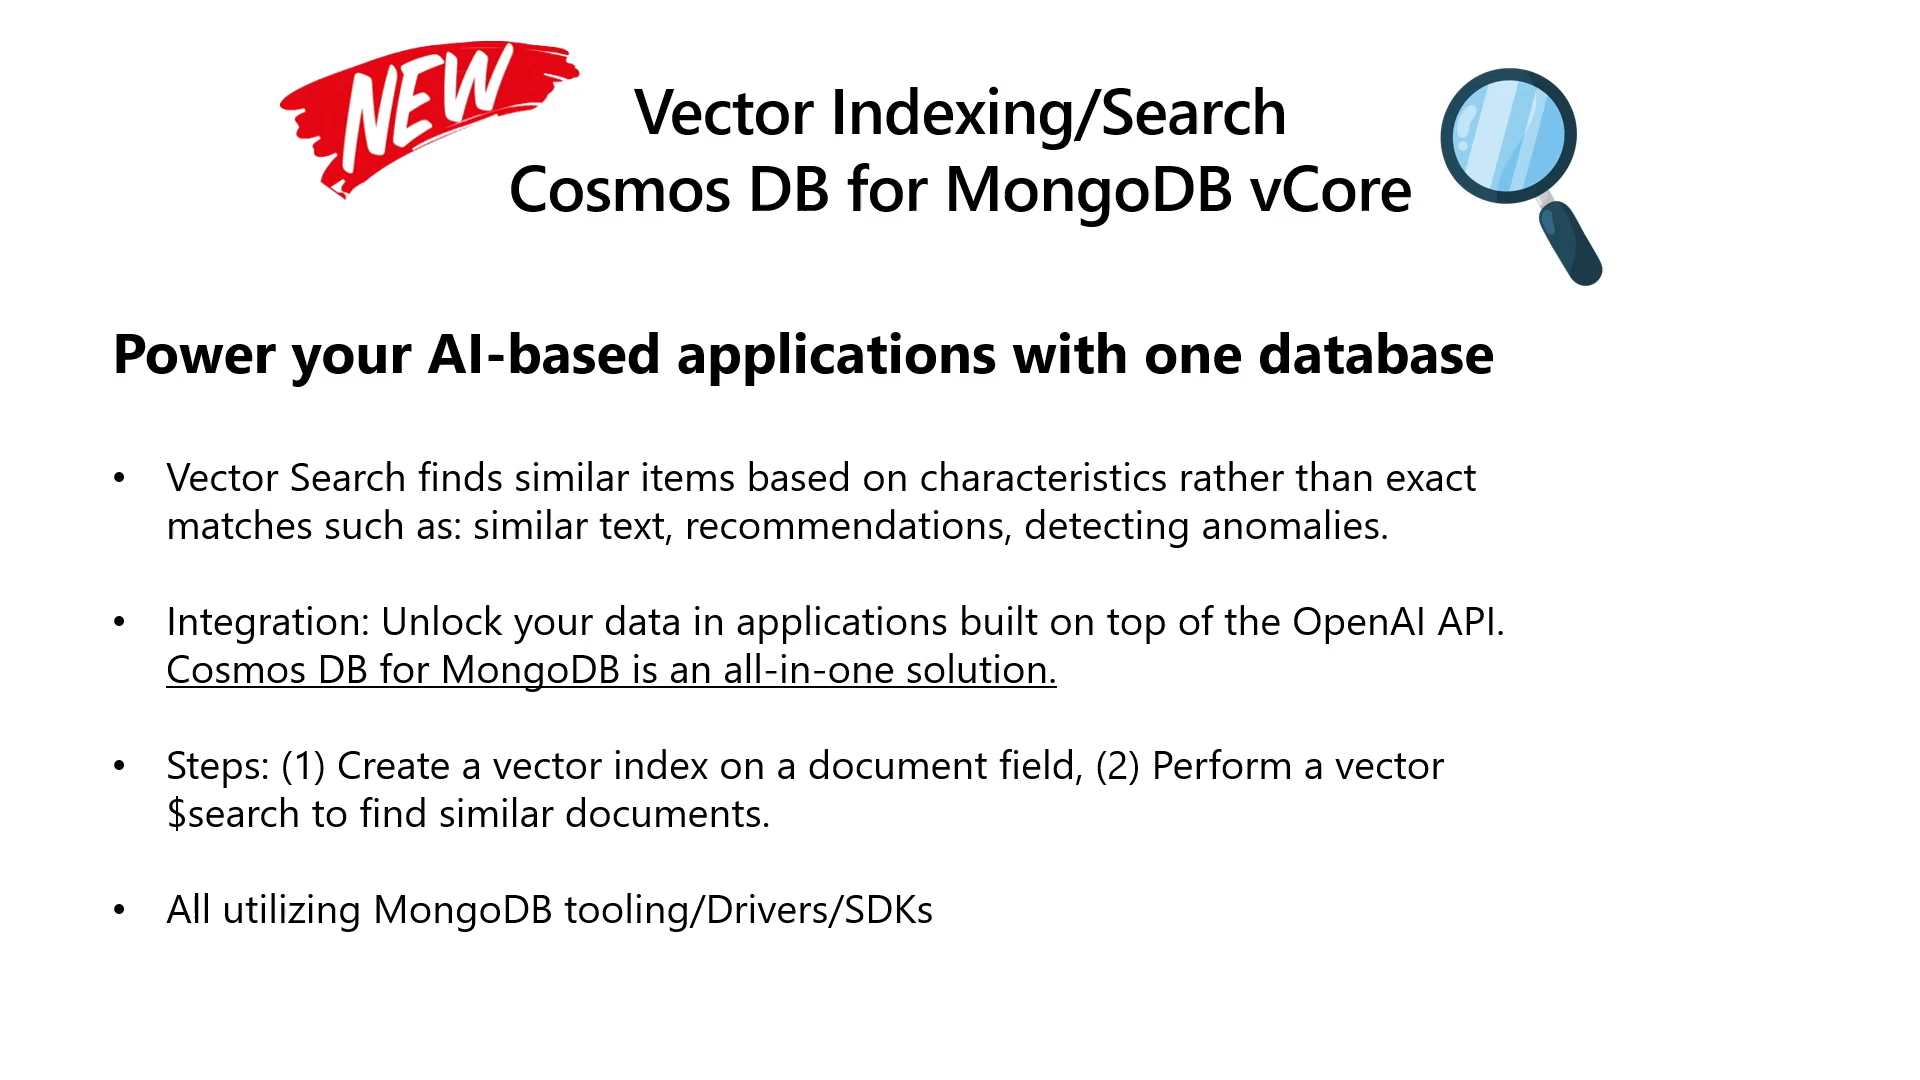 NEW
Vector Indexing/Search
Cosmos DB for MongoDB vCore
Power your AI-based applications with one database
• Vector Search finds similar items based on characteristics rather than exact
matches such as: similar text, recommendations, detecting anomalies.
• Integration: Unlock your data in applications built on top of the OpenAI API.
Cosmos DB for MongoDB is an all-in-one solution.
• Steps: (1) Create a vector index on a document field, (2) Perform a vector
$search to find similar documents.
• All utilizing MongoDB tooling/Drivers/SDKs